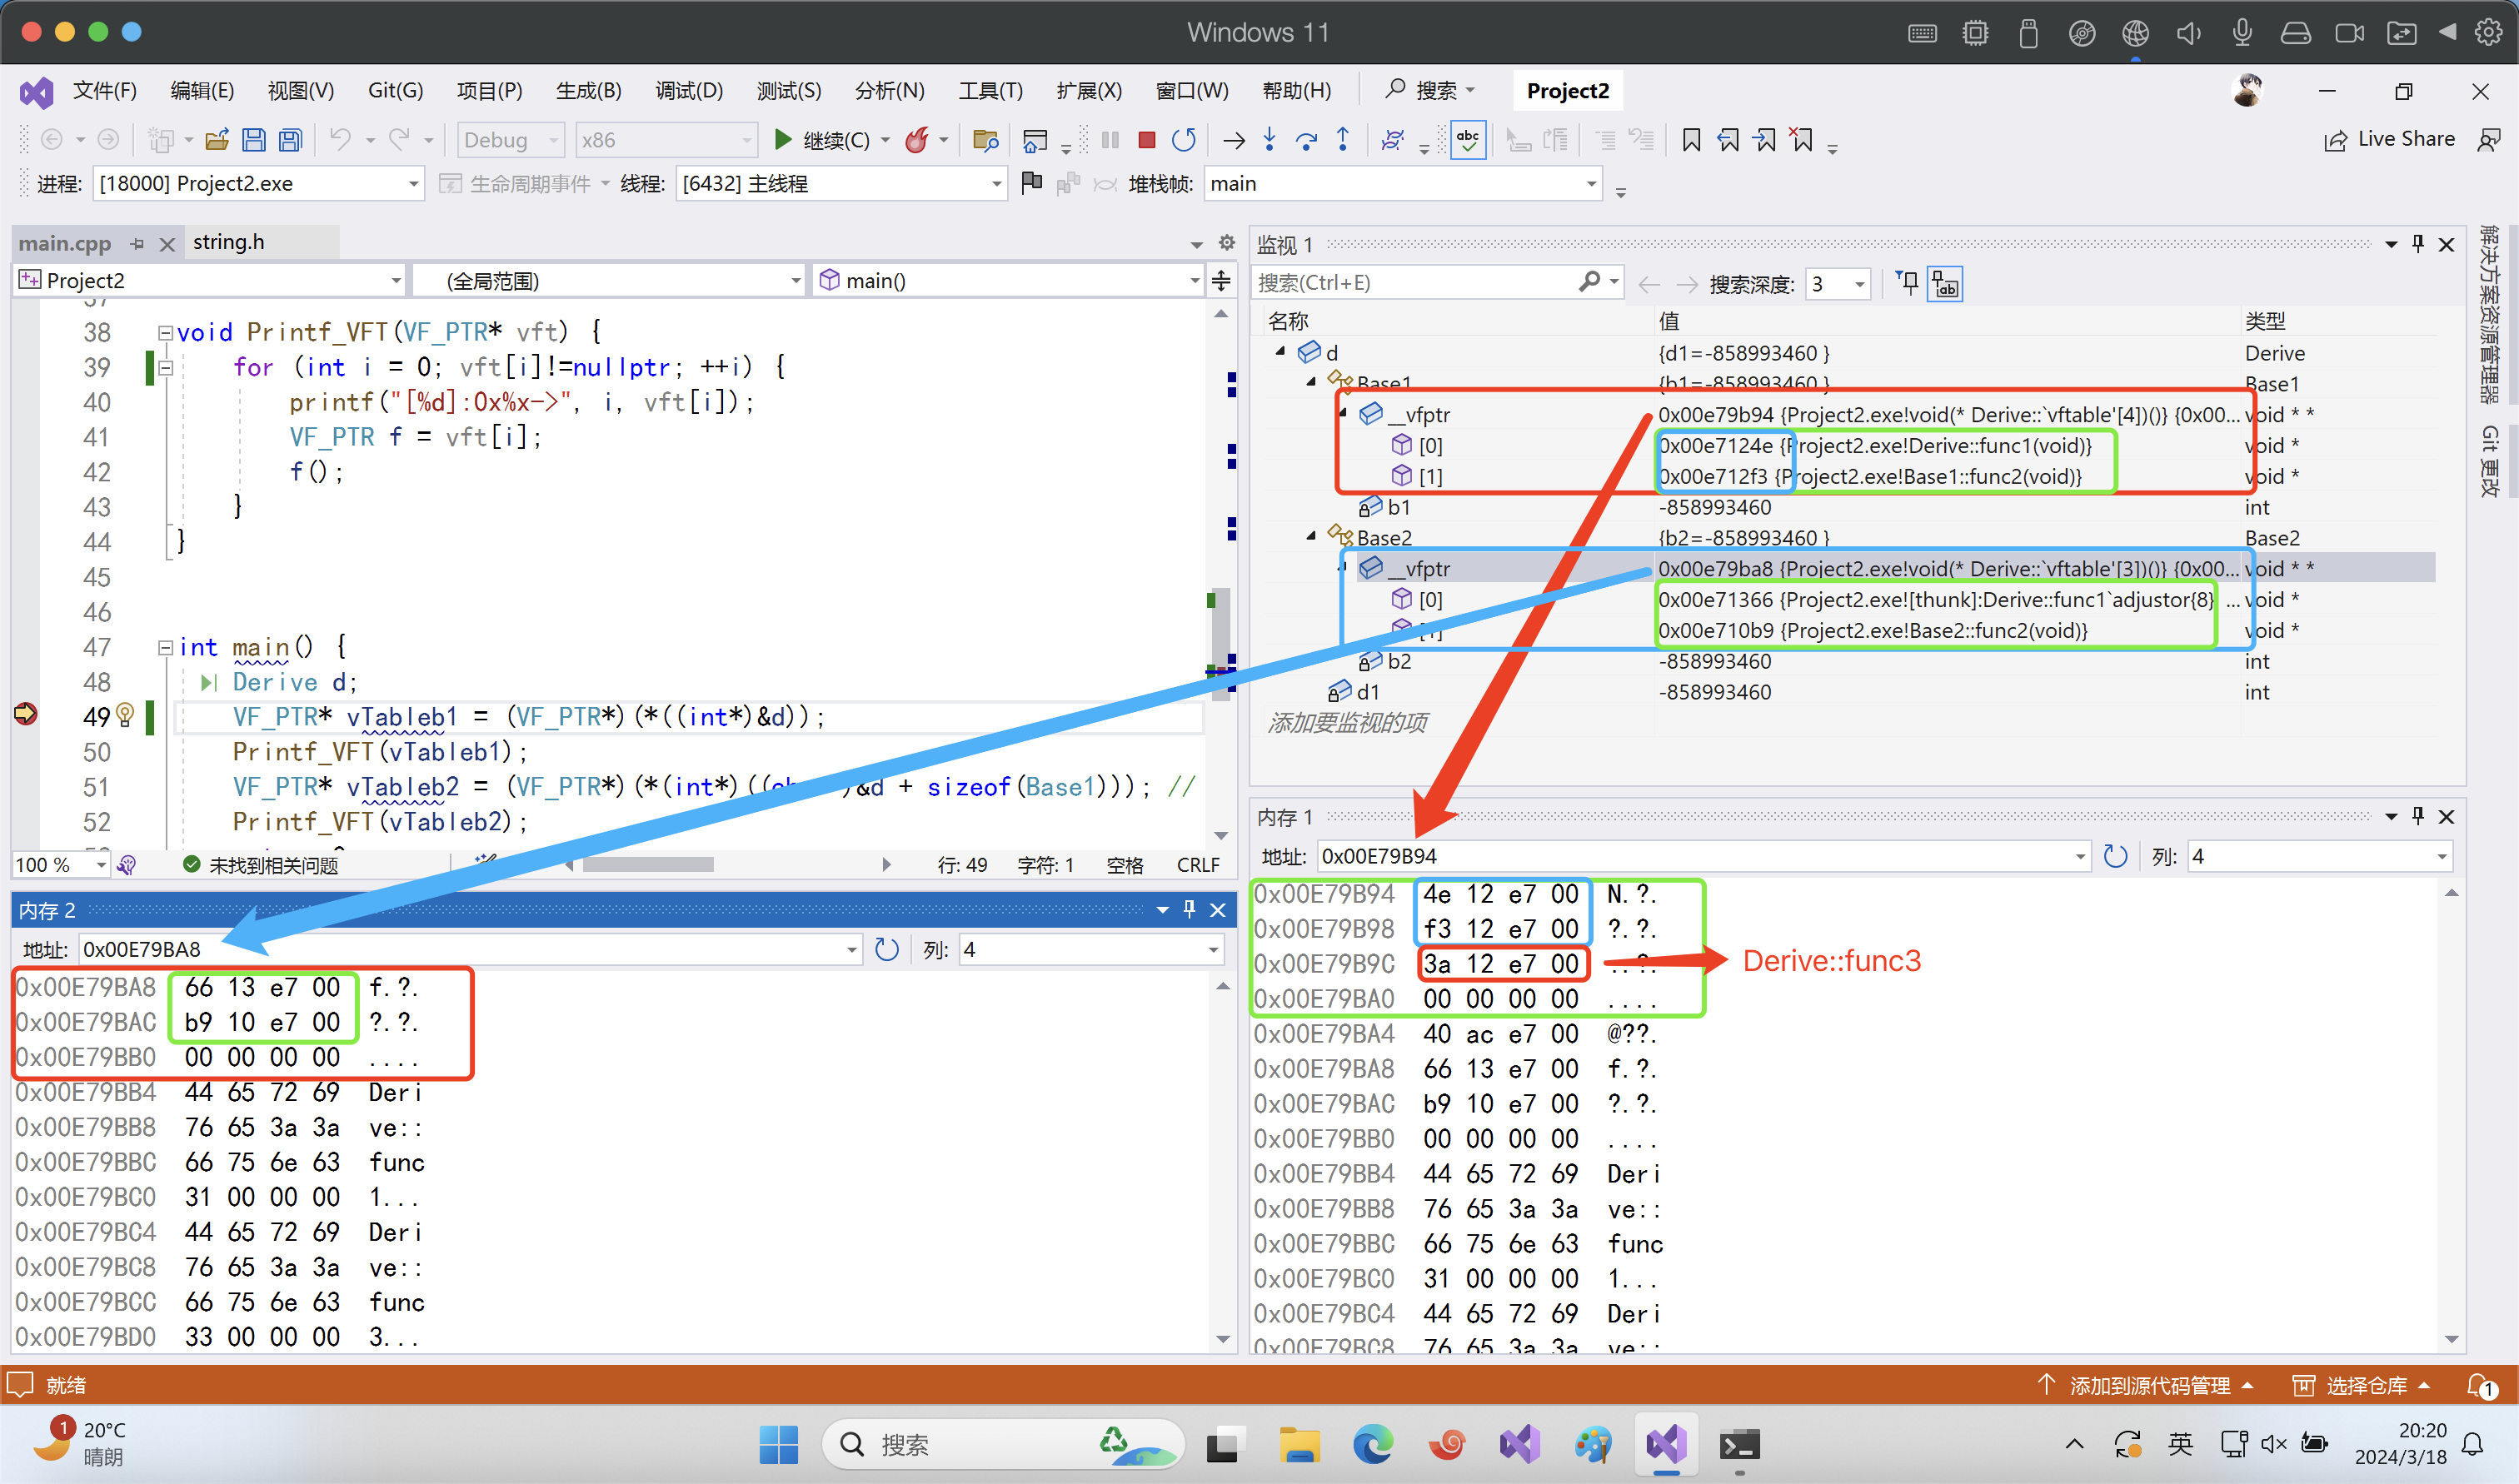 Windows 11
文件(F) 编辑(E) 视图(V) Git(G) 项目(P) 生成(B) 调试(D) 测试(S) 分析(N) 工具(T) 扩展(X) 窗口(W) 帮助(H) 搜索 Project2
Debug x86 继续(C) abc Live Share
进程: [18000] Project2.exe 生命周期事件 线程: [6432] 主线程 堆栈帧: main
main.cpp string.h
Project2 (全局范围) main()
38 void Printf_VFT(VF_PTR* vft) {
39 for (int i = 0; vft[i]!=nullptr; ++i) {
40 printf("[%d]:0x%x->", i, vft[i]);
41 VF_PTR f = vft[i];
42 f();
43 }
44 }
45
46
47 int main() {
48 Derive d;
49 VF_PTR* vTableb1 = (VF_PTR*)(*((int*)&d));
50 Printf_VFT(vTableb1);
51 VF_PTR* vTableb2 = (VF_PTR*)(*(int*)((ch )&d + sizeof(Base1))); //
52 Printf_VFT(vTableb2);
100 % 未找到相关问题 行: 49 字符: 1 空格 CRLF
监视 1
搜索(Ctrl+E) 搜索深度: 3 ab
名称 值 类型
d {d1=-858993460 } Derive
Base1 {b1=-858993460 } Base1
__vfptr 0x00e79b94 {Project2.exe!void(* Derive::`vftable'[4])()} {0x00... void * *
[0] 0x00e7124e {Project2.exe!Derive::func1(void)} void *
[1] 0x00e712f3 {Project2.exe!Base1::func2(void)} void *
b1 -858993460 int
Base2 {b2=-858993460 } Base2
__vfptr 0x00e79ba8 {Project2.exe!void(* Derive::`vftable'[3])()} {0x00... void * *
[0] 0x00e71366 {Project2.exe![thunk]:Derive::func1`adjustor{8} ... void *
[1] 0x00e710b9 {Project2.exe!Base2::func2(void)} void *
b2 -858993460 int
d1 -858993460 int
添加要监视的项
解决方案资源管理器
Git 更改
内存 2
地址: 0x00E79BA8 列: 4
0x00E79BA8 66 13 e7 00 f.?.
0x00E79BAC b9 10 e7 00 ?.?.
0x00E79BB0 00 00 00 00 ....
0x00E79BB4 44 65 72 69 Deri
0x00E79BB8 76 65 3a 3a ve::
0x00E79BBC 66 75 6e 63 func
0x00E79BC0 31 00 00 00 1...
0x00E79BC4 44 65 72 69 Deri
0x00E79BC8 76 65 3a 3a ve::
0x00E79BCC 66 75 6e 63 func
0x00E79BD0 33 00 00 00 3...
内存 1
地址: 0x00E79B94 列: 4
0x00E79B94 4e 12 e7 00 N.?.
0x00E79B98 f3 12 e7 00 ?.?.
0x00E79B9C 3a 12 e7 00 ..?. Derive::func3
0x00E79BA0 00 00 00 00 ....
0x00E79BA4 40 ac e7 00 @??.
0x00E79BA8 66 13 e7 00 f.?.
0x00E79BAC b9 10 e7 00 ?.?.
0x00E79BB0 00 00 00 00 ....
0x00E79BB4 44 65 72 69 Deri
0x00E79BB8 76 65 3a 3a ve::
0x00E79BBC 66 75 6e 63 func
0x00E79BC0 31 00 00 00 1...
0x00E79BC4 44 65 72 69 Deri
0x00E79BC8 76 65 3a 3a ve::
就绪 添加到源代码管理 选择仓库 1
1 20°C
晴朗
搜索
英 20:20
2024/3/18